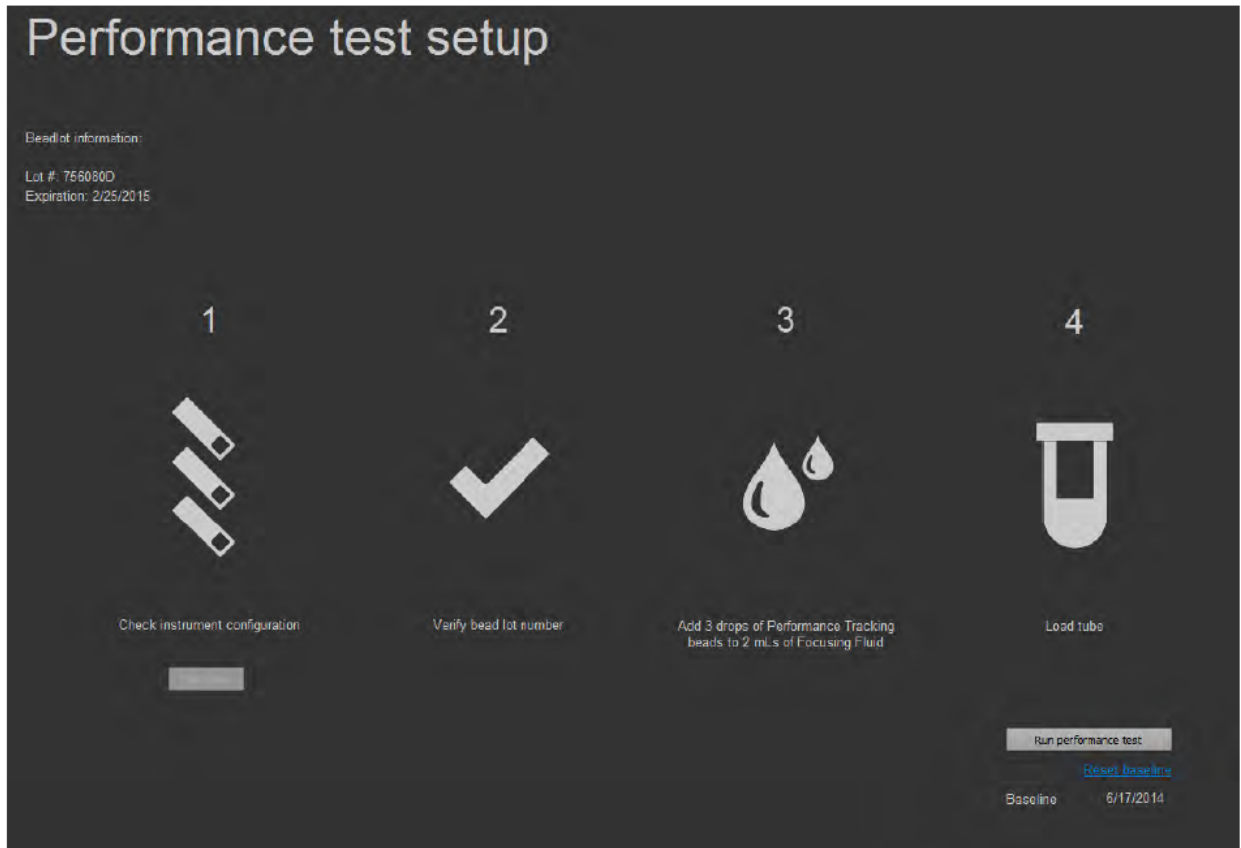 Performance test setup
Beadlot information:
Lot #: 756080D
Expiration: 2/25/2015
1
2
3
4
Check instrument configuration
Verify bead lot number
Add 3 drops of Performance Tracking
beads to 2 mLs of Focusing Fluid
Load tube
Run performance test
Reset baseline
Baseline 6/17/2014